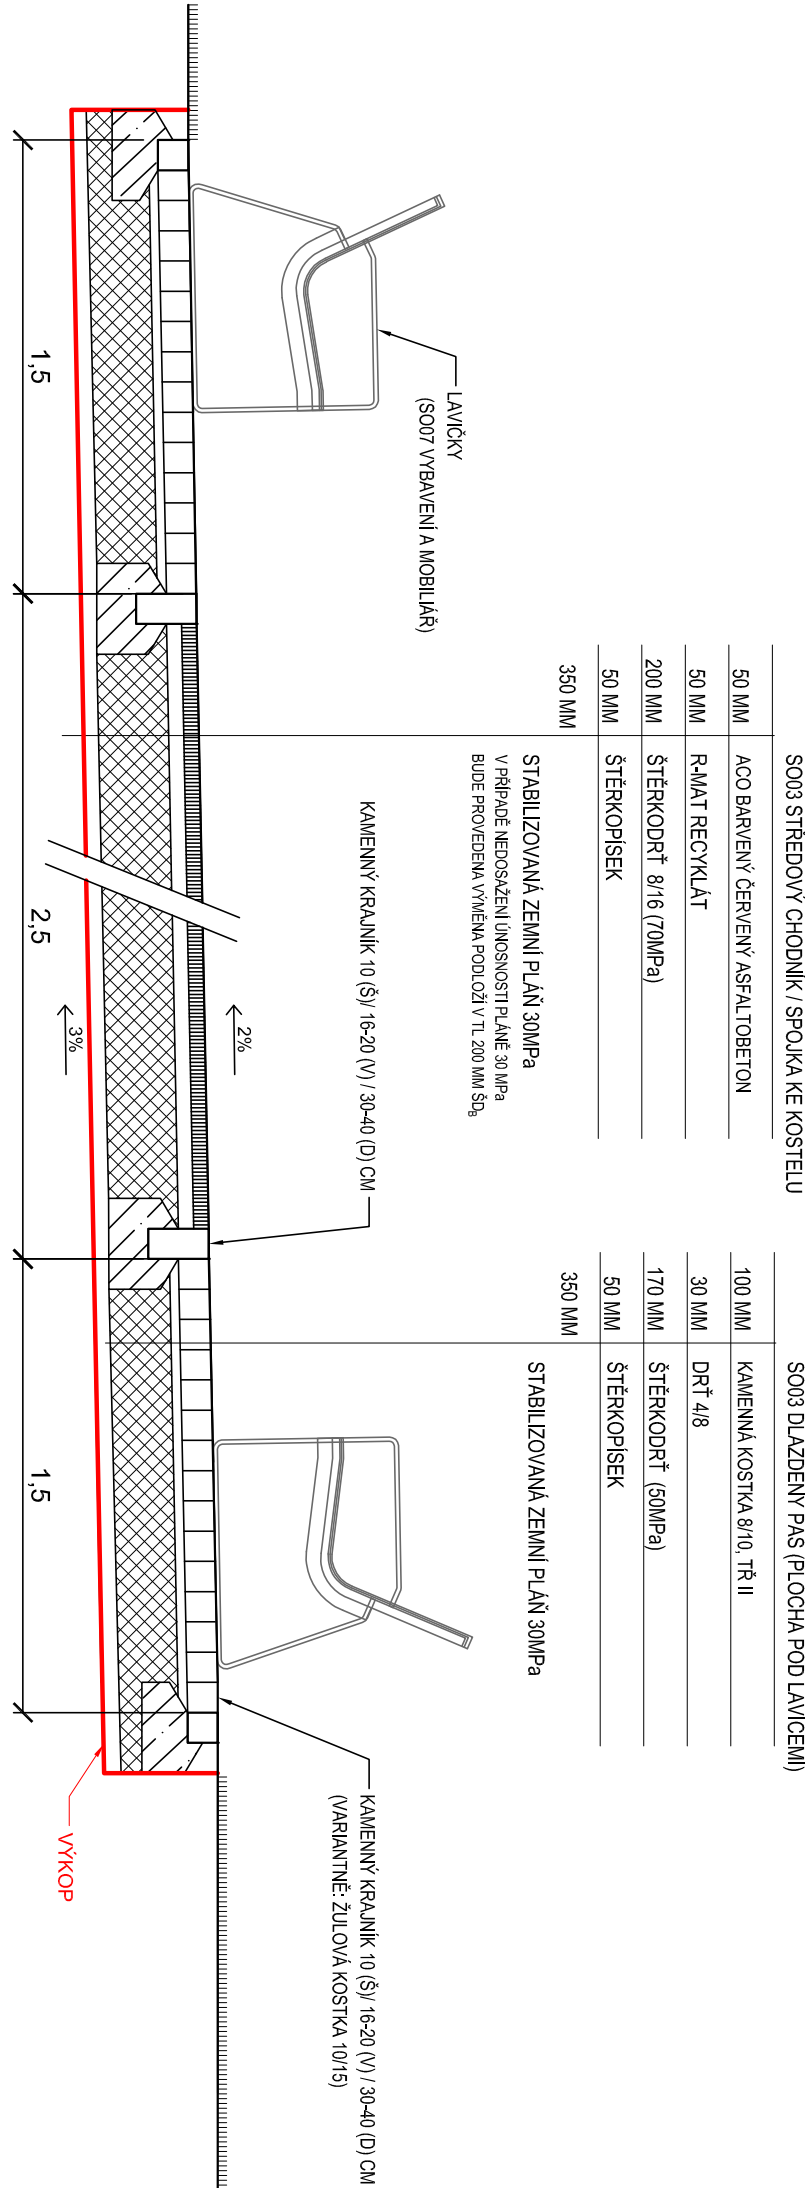 SO03 STŘEDOVÝ CHODNÍK / SPOJKA KE KOSTELU
50 MM ACO BARVENÝ ČERVENÝ ASFALTOBETON
50 MM R-MAT RECYKLÁT
200 MM ŠTĚRKODRŤ 8/16 (70MPa)
50 MM ŠTĚRKOPÍSEK
350 MM
STABILIZOVANÁ ZEMNÍ PLÁŇ 30MPa
V PŘÍPADĚ NEDOSAŽENÍ ÚNOSNOSTI PLÁNĚ 30 MPa
BUDE PROVEDENA VÝMĚNA PODLOŽÍ V TL 200 MM ŠDB
SO03 DLÁŽDĚNÝ PÁS (PLOCHA POD LAVICEMI)
100 MM KAMENNÁ KOSTKA 8/10, TŘ II
30 MM DRŤ 4/8
170 MM ŠTĚRKODRŤ (50MPa)
50 MM ŠTĚRKOPÍSEK
350 MM
STABILIZOVANÁ ZEMNÍ PLÁŇ 30MPa
LAVIČKY
(SO07 VYBAVENÍ A MOBILIÁŘ)
KAMENNÝ KRAJNÍK 10 (Š)/ 16-20 (V) / 30-40 (D) CM
KAMENNÝ KRAJNÍK 10 (Š)/ 16-20 (V) / 30-40 (D) CM
(VARIANTNĚ: ŽULOVÁ KOSTKA 10/15)
2%
3%
VÝKOP
1,5
2,5
1,5